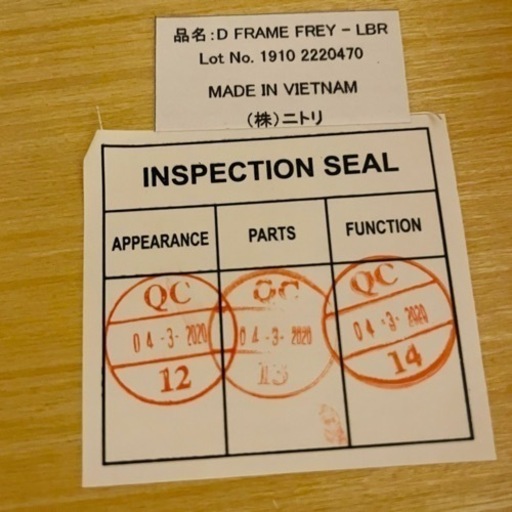 品名:D FRAME FREY - LBR
Lot No. 1910 2220470
MADE IN VIETNAM
(株)ニトリ
INSPECTION SEAL
APPEARANCE PARTS FUNCTION
QC QC QC
04-3-2020 04-3-2020 04-3-2020
12 13 14